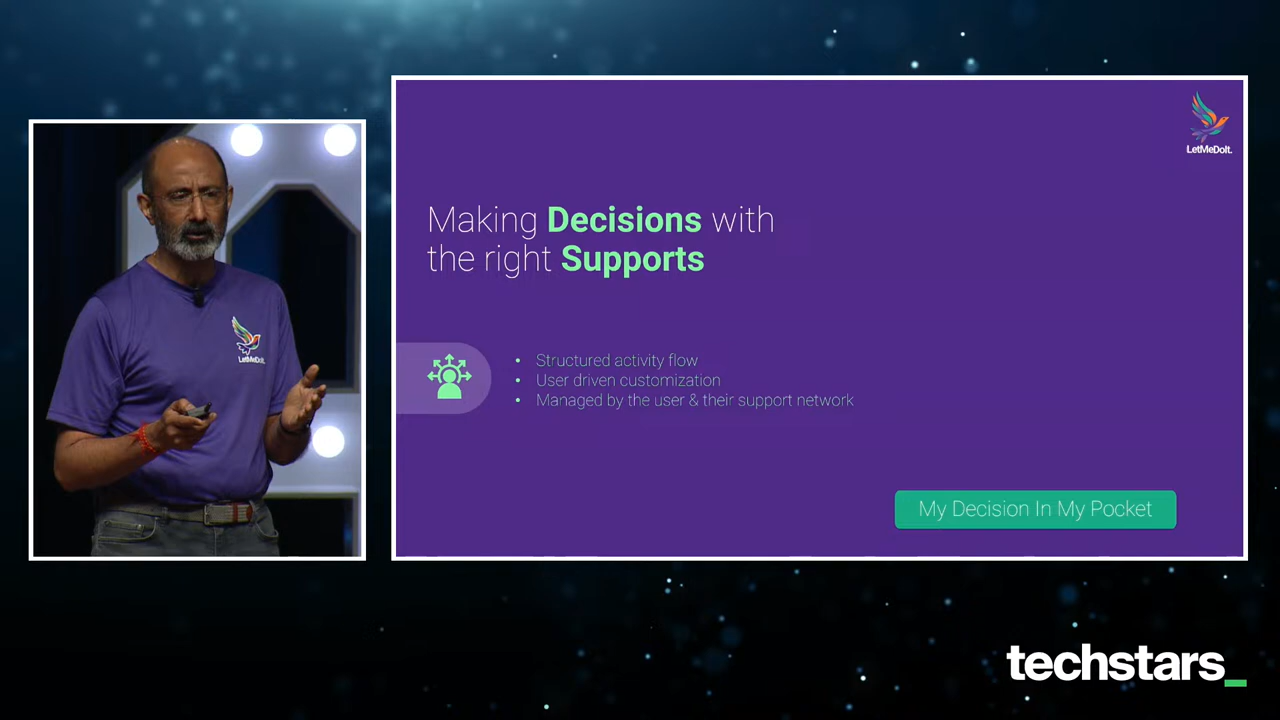 LetMeDoIt.
Making Decisions with
the right Supports
LetMeDoIt.
• Structured activity flow
• User driven customization
• Managed by the user & their support network
My Decision In My Pocket
techstars_